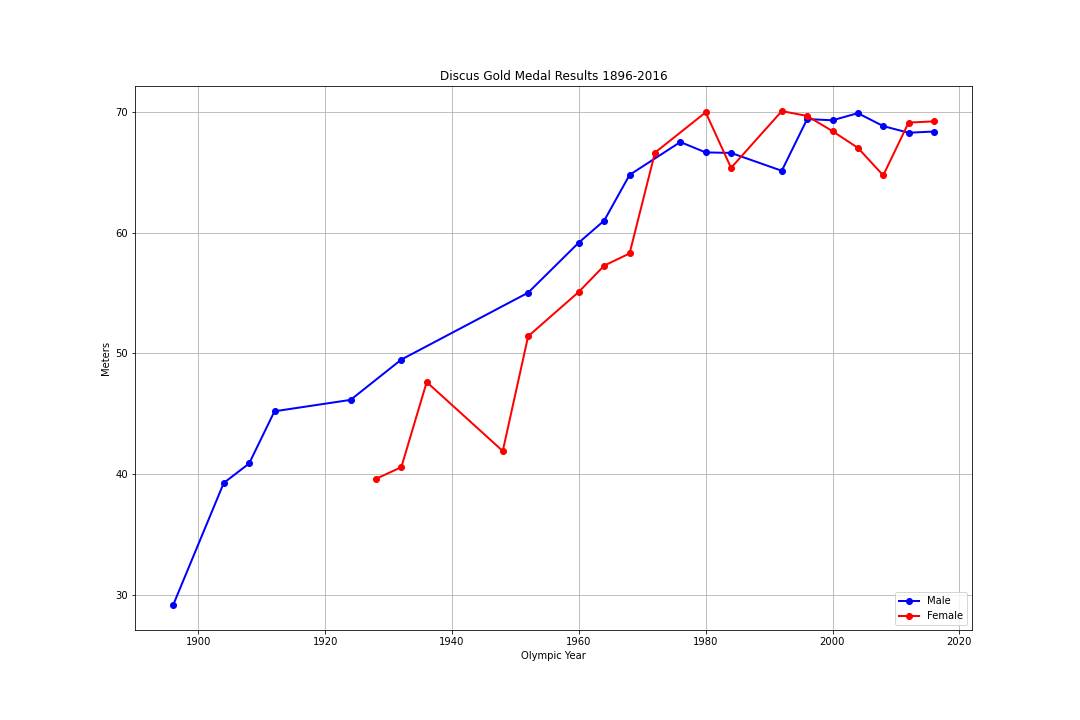 Discus Gold Medal Results 1896-2016
70
60
50
40
30
Meters
1900 1920 1940 1960 1980 2000 2020
Olympic Year
Male
Female